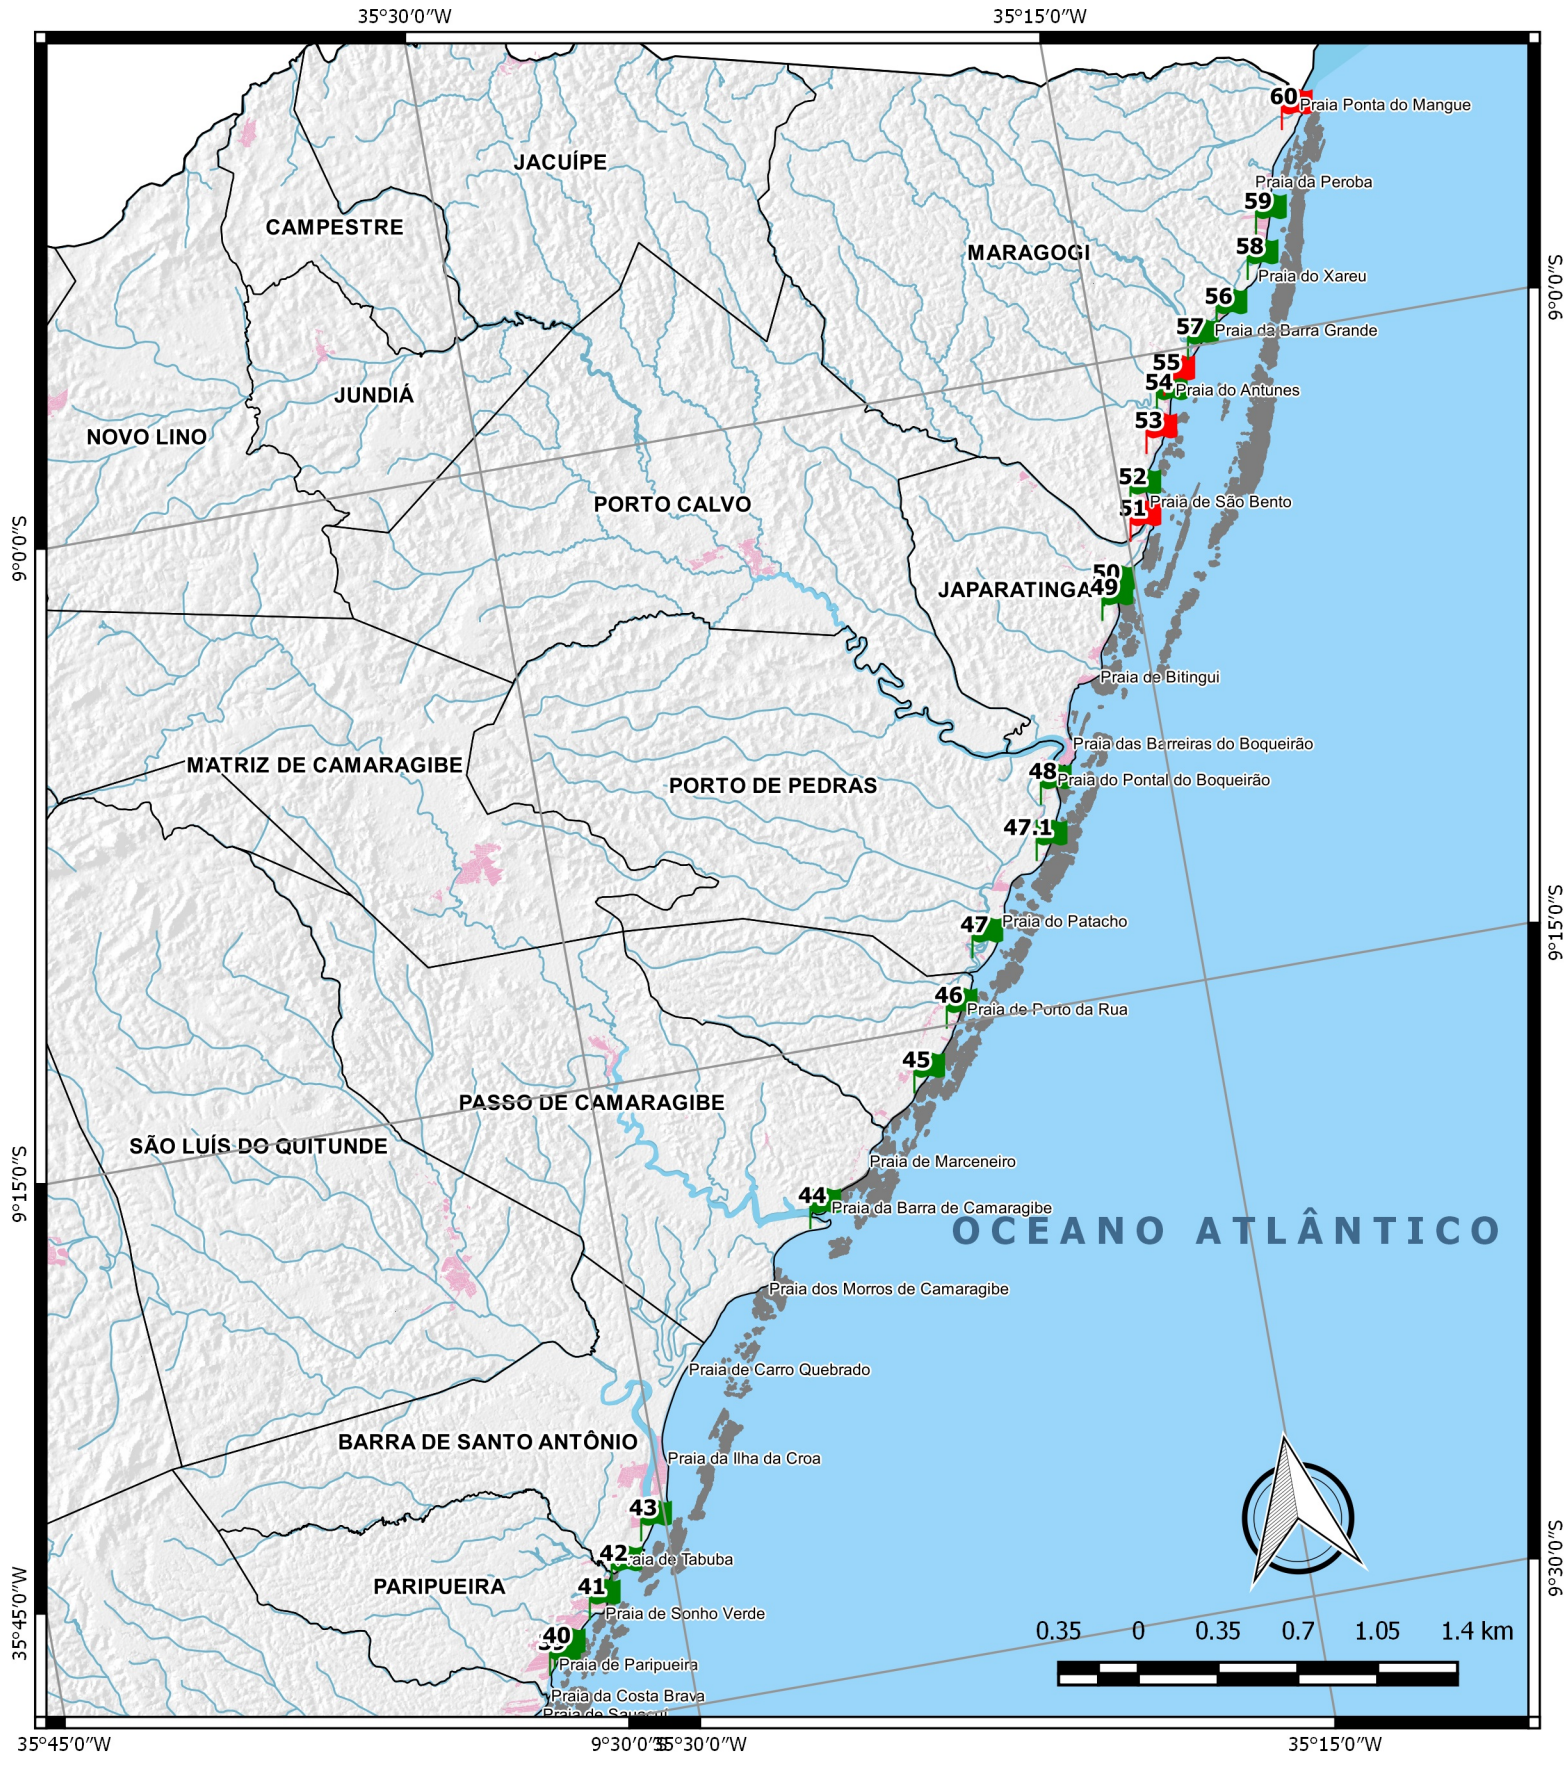 35°30'0"W
35°15'0"W
60
Praia Ponta do Mangue
JACUÍPE
Praia da Peroba
59
CAMPESTRE
58
MARAGOGI
Praia do Xareu
9°0'0"S
56
57
Praia da Barra Grande
55
54
Praia do Antunes
JUNDIÁ
53
NOVO LINO
52
PORTO CALVO
51
Praia de São Bento
9°0'0"S
50
JAPARATINGA
49
Praia de Bitingui
Praia das Barreiras do Boqueirão
MATRIZ DE CAMARAGIBE
48
Praia do Pontal do Boqueirão
PORTO DE PEDRAS
47.1
47
Praia do Patacho
9°15'0"S
46
Praia de Porto da Rua
45
PASSO DE CAMARAGIBE
SÃO LUÍS DO QUITUNDE
Praia de Marceneiro
9°15'0"S
44
Praia da Barra de Camaragibe
OCEANO ATLÂNTICO
Praia dos Morros de Camaragibe
Praia de Carro Quebrado
BARRA DE SANTO ANTÔNIO
Praia da Ilha da Croa
43
42
Praia de Tabuba
9°30'0"S
PARIPUEIRA
41
Praia de Sonho Verde
35°45'0"W
40
39
0.35 0 0.35 0.7 1.05 1.4 km
Praia de Paripueira
Praia da Costa Brava
Praia de
35°45'0"W
9°30'0"S
35°30'0"W
35°15'0"W